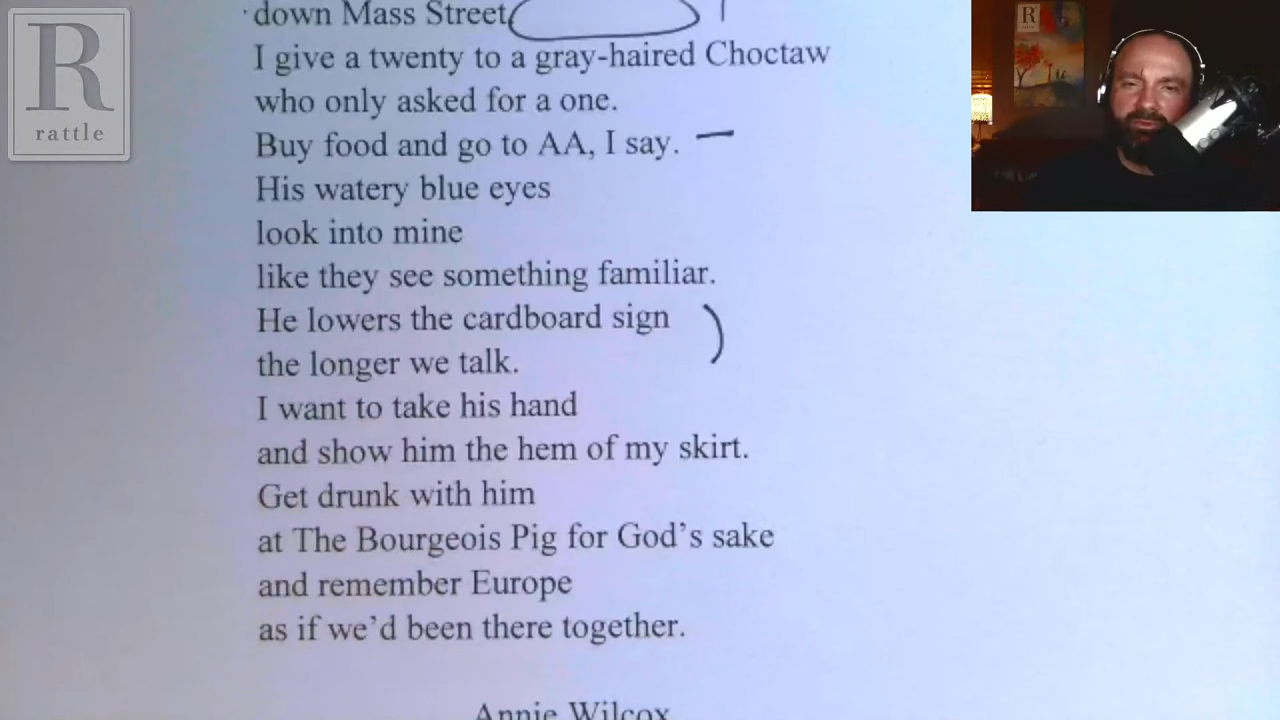 down Mass Street
I give a twenty to a gray-haired Choctaw
who only asked for a one.
Buy food and go to AA, I say.
His watery blue eyes
look into mine
like they see something familiar.
He lowers the cardboard sign
the longer we talk.
I want to take his hand
and show him the hem of my skirt.
Get drunk with him
at The Bourgeois Pig for God's sake
and remember Europe
as if we'd been there together.
Annie Wilcox
R
rattle
R